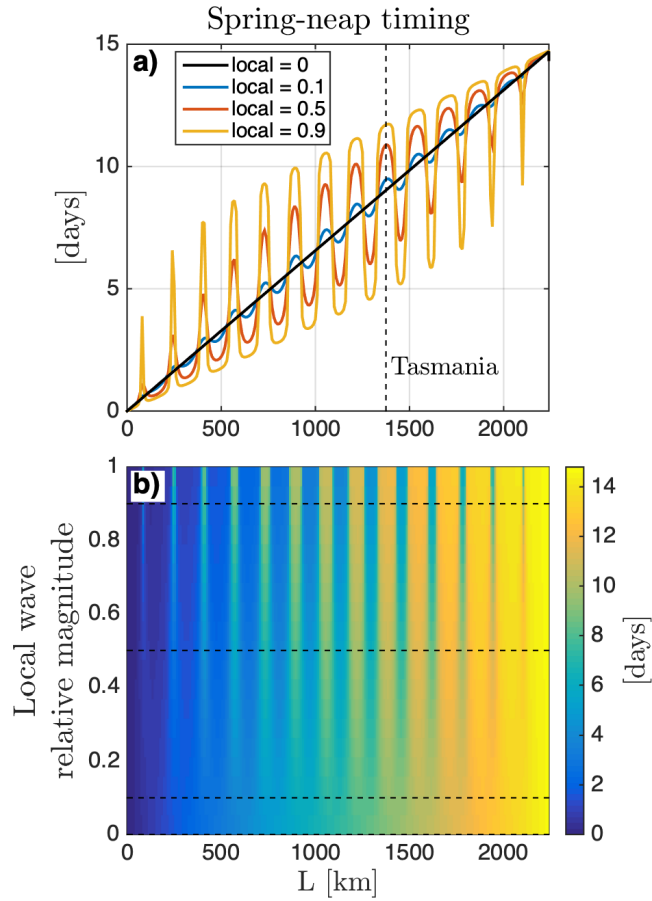 Spring-neap timing
a)
local = 0
local = 0.1
local = 0.5
local = 0.9
15
10
5
0
[days]
Tasmania
0 500 1000 1500 2000
b)
1
0.8
0.6
0.4
0.2
0
Local wave
relative magnitude
0 500 1000 1500 2000
L [km]
14
12
10
8
6
4
2
0
[days]